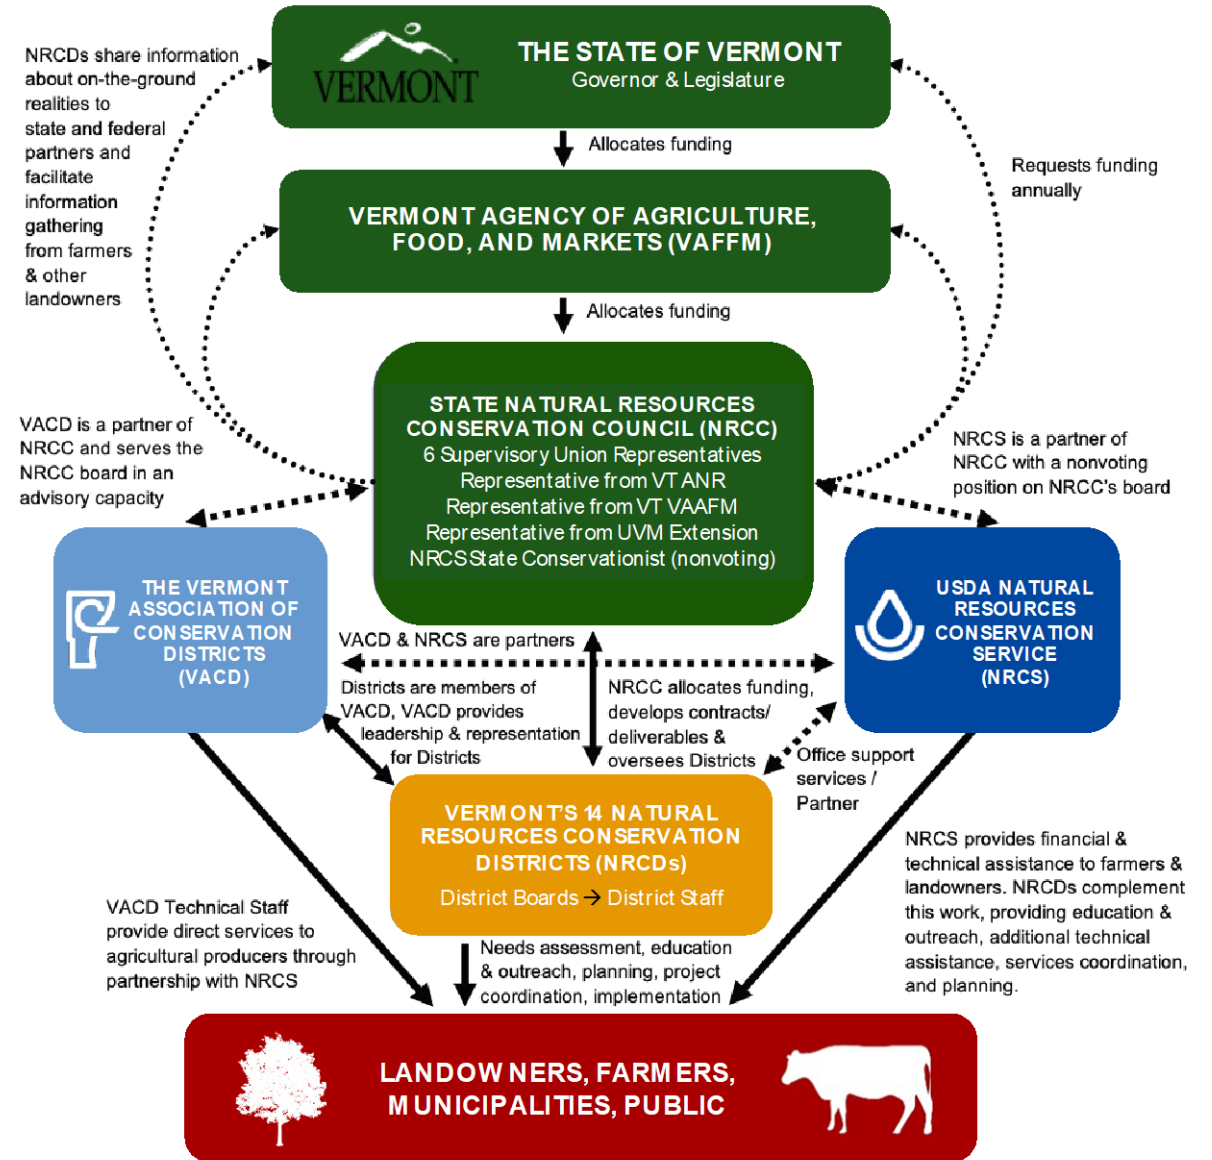 VERMONT
THE STATE OF VERMONT
Governor & Legislature
NRCDs share information
about on-the-ground
realities to
state and federal
partners and
facilitate
information
gathering
from farmers
& other
landowners
Allocates funding
Requests funding
annually
VERMONT AGENCY OF AGRICULTURE,
FOOD, AND MARKETS (VAFFM)
Allocates funding
STATE NATURAL RESOURCES
CONSERVATION COUNCIL (NRCC)
6 Supervisory Union Representatives
Representative from VT ANR
Representative from VT VAAFM
Representative from UVM Extension
NRCS State Conservationist (nonvoting)
VACD is a partner of
NRCC and serves the
NRCC board in an
advisory capacity
NRCS is a partner of
NRCC with a nonvoting
position on NRCC's board
THE VERMONT
ASSOCIATION OF
CONSERVATION
DISTRICTS
(VACD)
USDA NATURAL
RESOURCES
CONSERVATION
SERVICE
(NRCS)
VACD & NRCS are partners
Districts are members of
VACD, VACD provides
leadership & representation
for Districts
NRCC allocates funding,
develops contracts/
deliverables &
oversees Districts
Office support
services /
Partner
VERMONT'S 14 NATURAL
RESOURCES CONSERVATION
DISTRICTS (NRCDs)
District Boards → District Staff
VACD Technical Staff
provide direct services to
agricultural producers through
partnership with NRCS
Needs assessment, education
& outreach, planning, project
coordination, implementation
NRCS provides financial &
technical assistance to farmers &
landowners. NRCDs complement
this work, providing education &
outreach, additional technical
assistance, services coordination,
and planning.
LANDOWNERS, FARMERS,
MUNICIPALITIES, PUBLIC